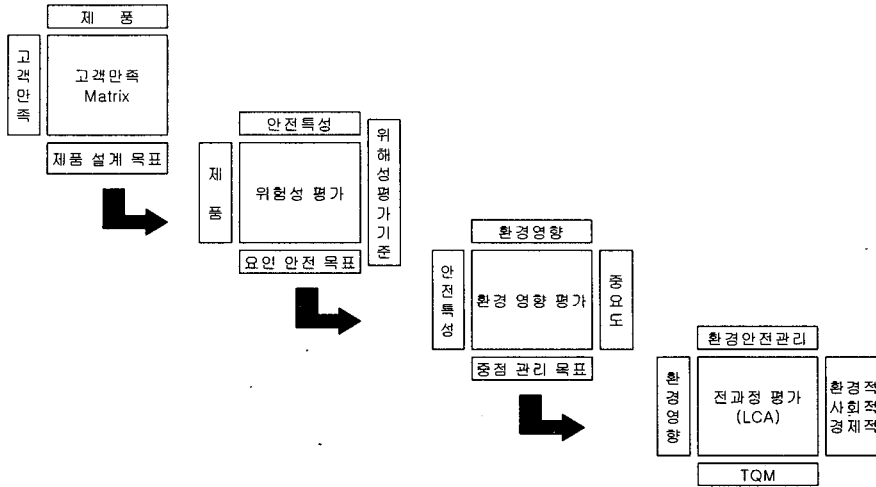 제 품
고객만족
고객만족
Matrix
제품 설계 목표
안전특성
제품
위험성 평가
위해성평가기준
요인 안전 목표
환경영향
안전특성
환경 영향 평가
중요도
중점 관리 목표
환경안전관리
환경영향
전과정 평가
(LCA)
환경적
사회적
경제적
TQM